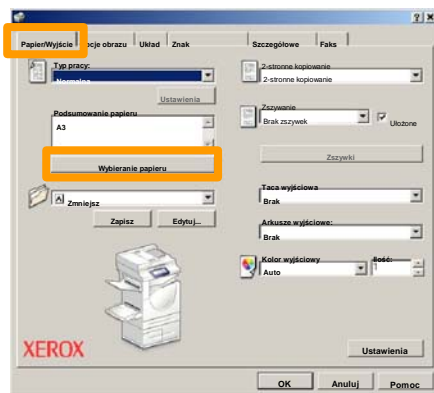 Papier/Wyjście
cje obrazu
Układ
Znak
Szczegółowe
Faks
Typ pracy:
Normalna
Ustawienia
Podsumowanie papieru
A3
Wybieranie papieru
Zmniejsz
Zapisz
Edytuj...
2-stronne kopiowanie
2-stronne kopiowanie
Zszywanie
Brak zszywek
Ułożone
Zszywki
Taca wyjściowa
Brak
Arkusze wyjściowe:
Brak
Kolor wyjściowy
Auto
Ilość:
1
XEROX
Ustawienia
OK
Anuluj
Pomoc